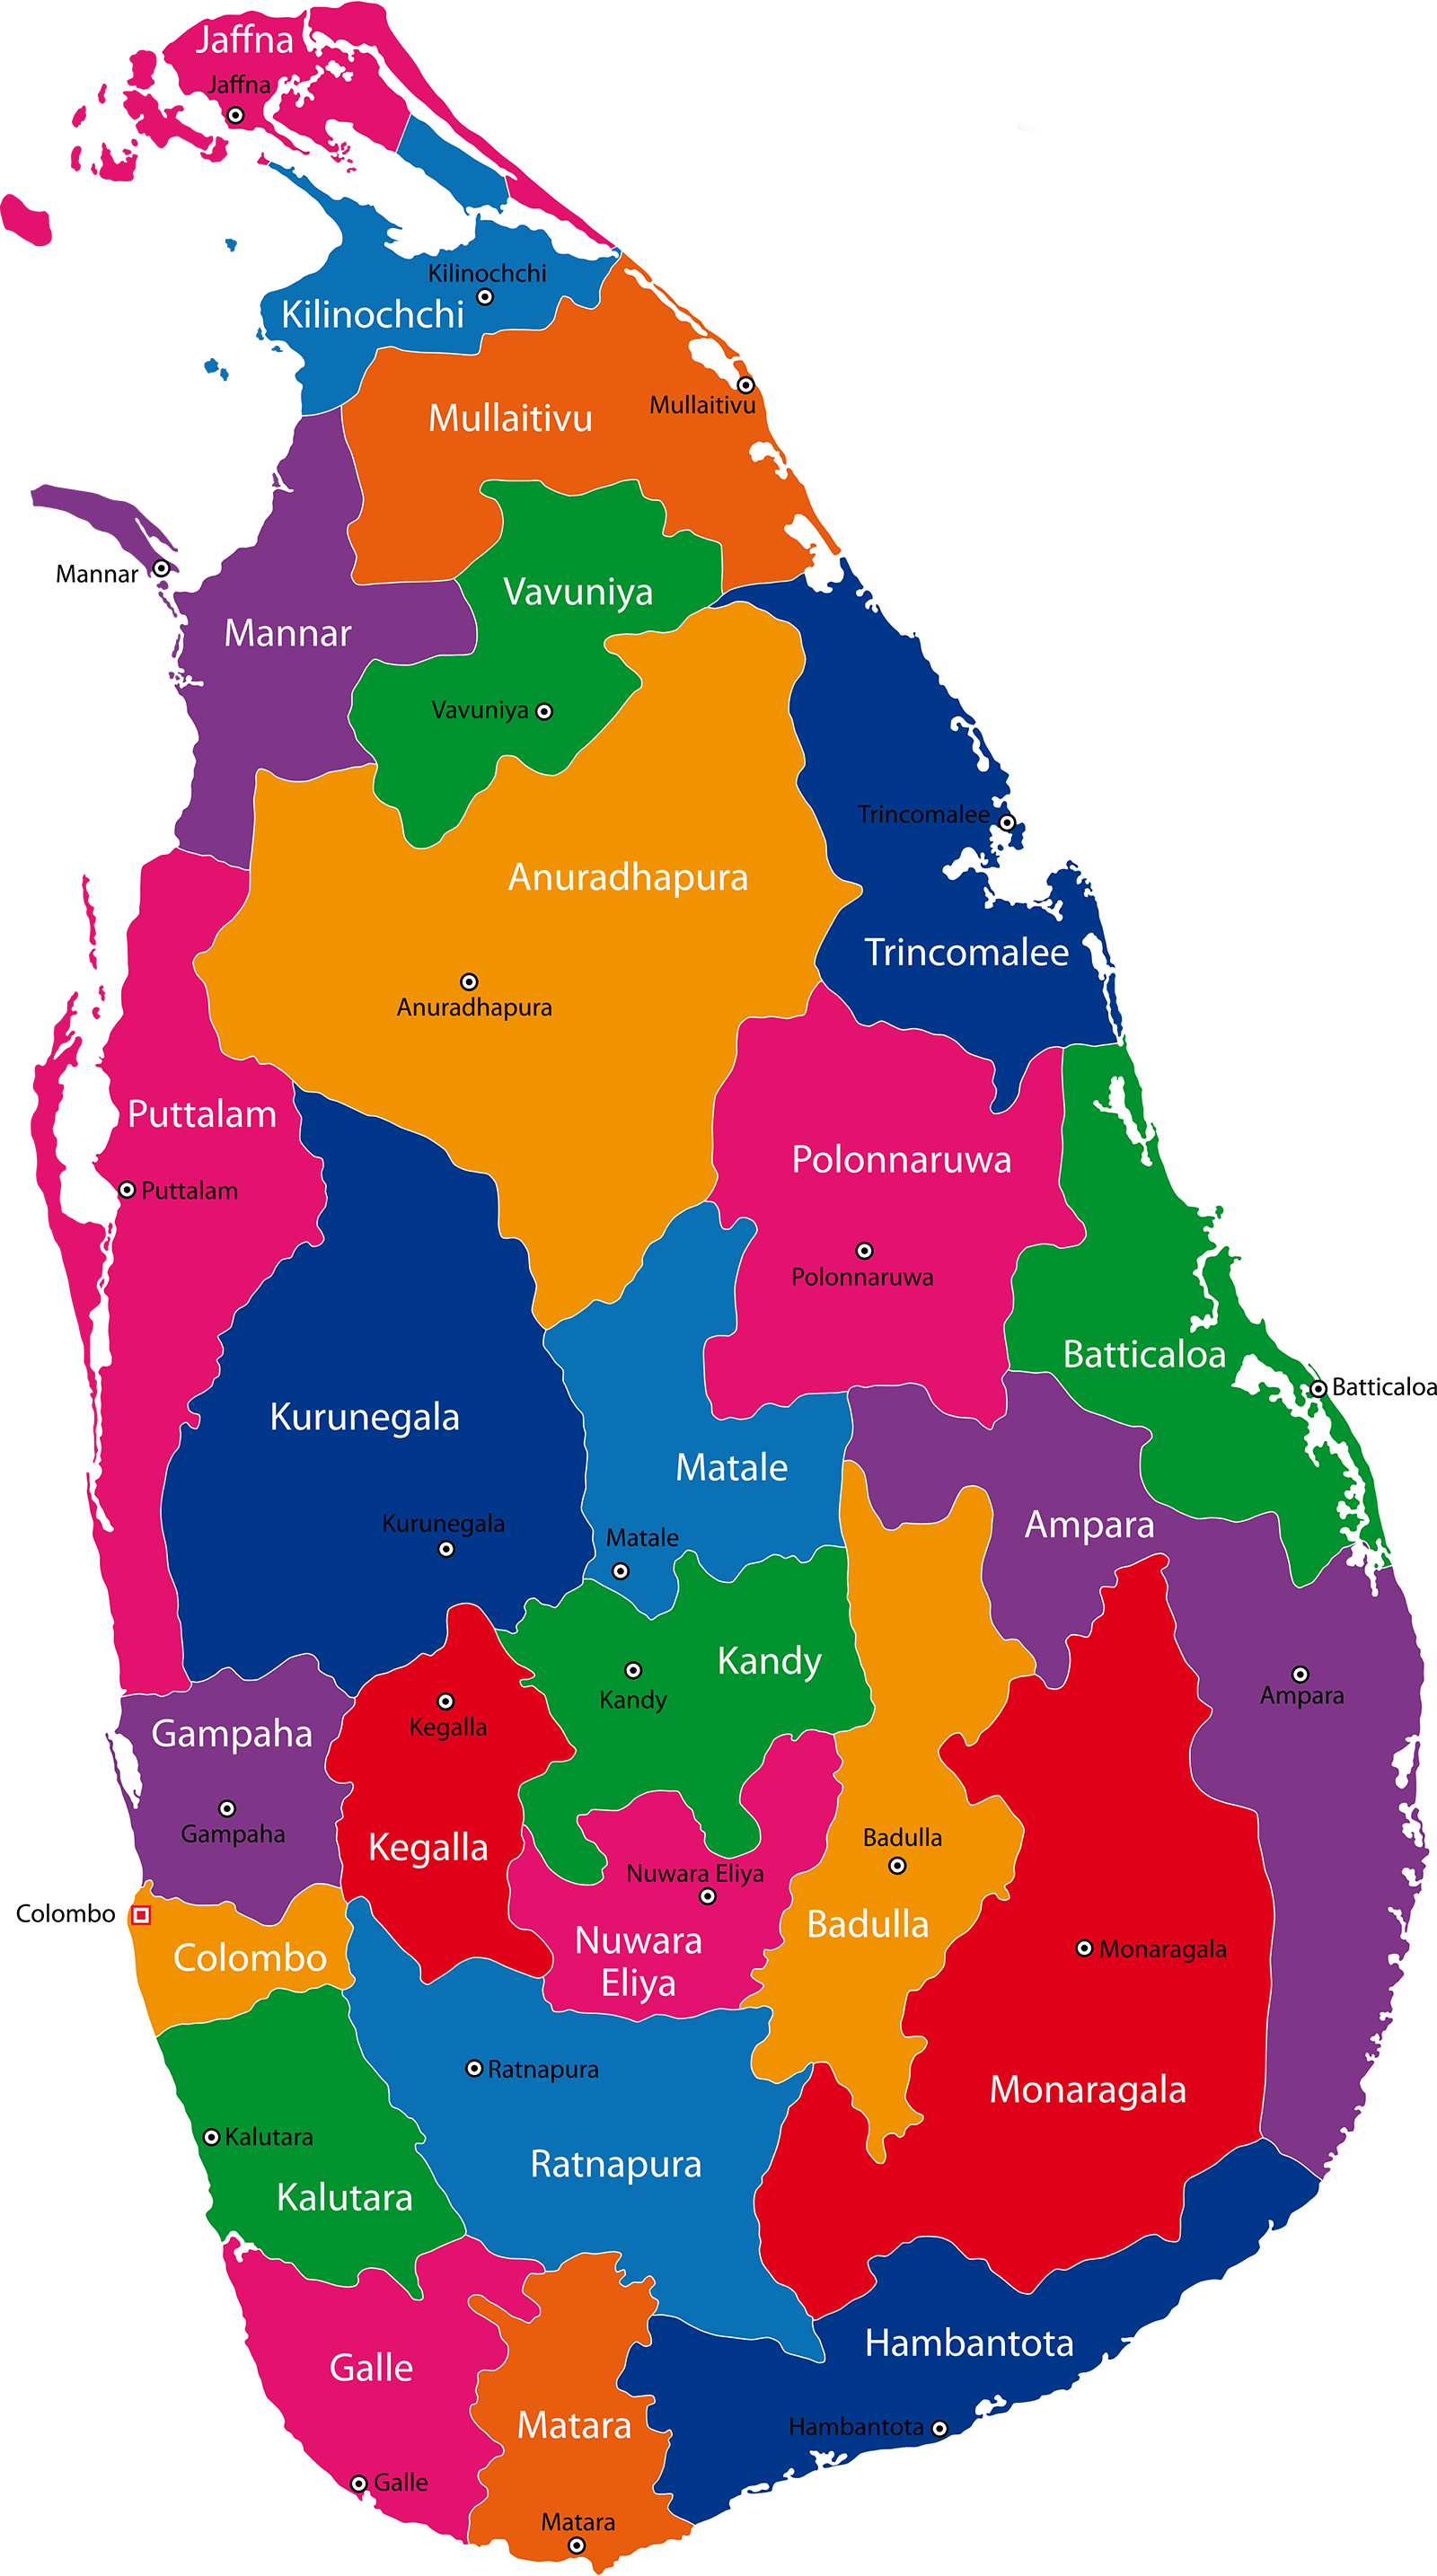 Jaffna
Jaffna
Kilinochchi
Kilinochchi
Mullaitivu
Mullaitivu
Mannar
Vavuniya
Mannar
Vavuniya
Trincomalee
Anuradhapura
Trincomalee
Anuradhapura
Puttalam
Polonnaruwa
Puttalam
Polonnaruwa
Batticaloa
Batticaloa
Kurunegala
Matale
Kurunegala
Ampara
Matale
Kandy
Kandy
Ampara
Kegalla
Gampaha
Gampaha
Badulla
Kegalla
Nuwara Eliya
Colombo
Badulla
Nuwara
Eliya
Monaragala
Colombo
Ratnapura
Monaragala
Kalutara
Ratnapura
Kalutara
Hambantota
Galle
Matara
Hambantota
Galle
Matara